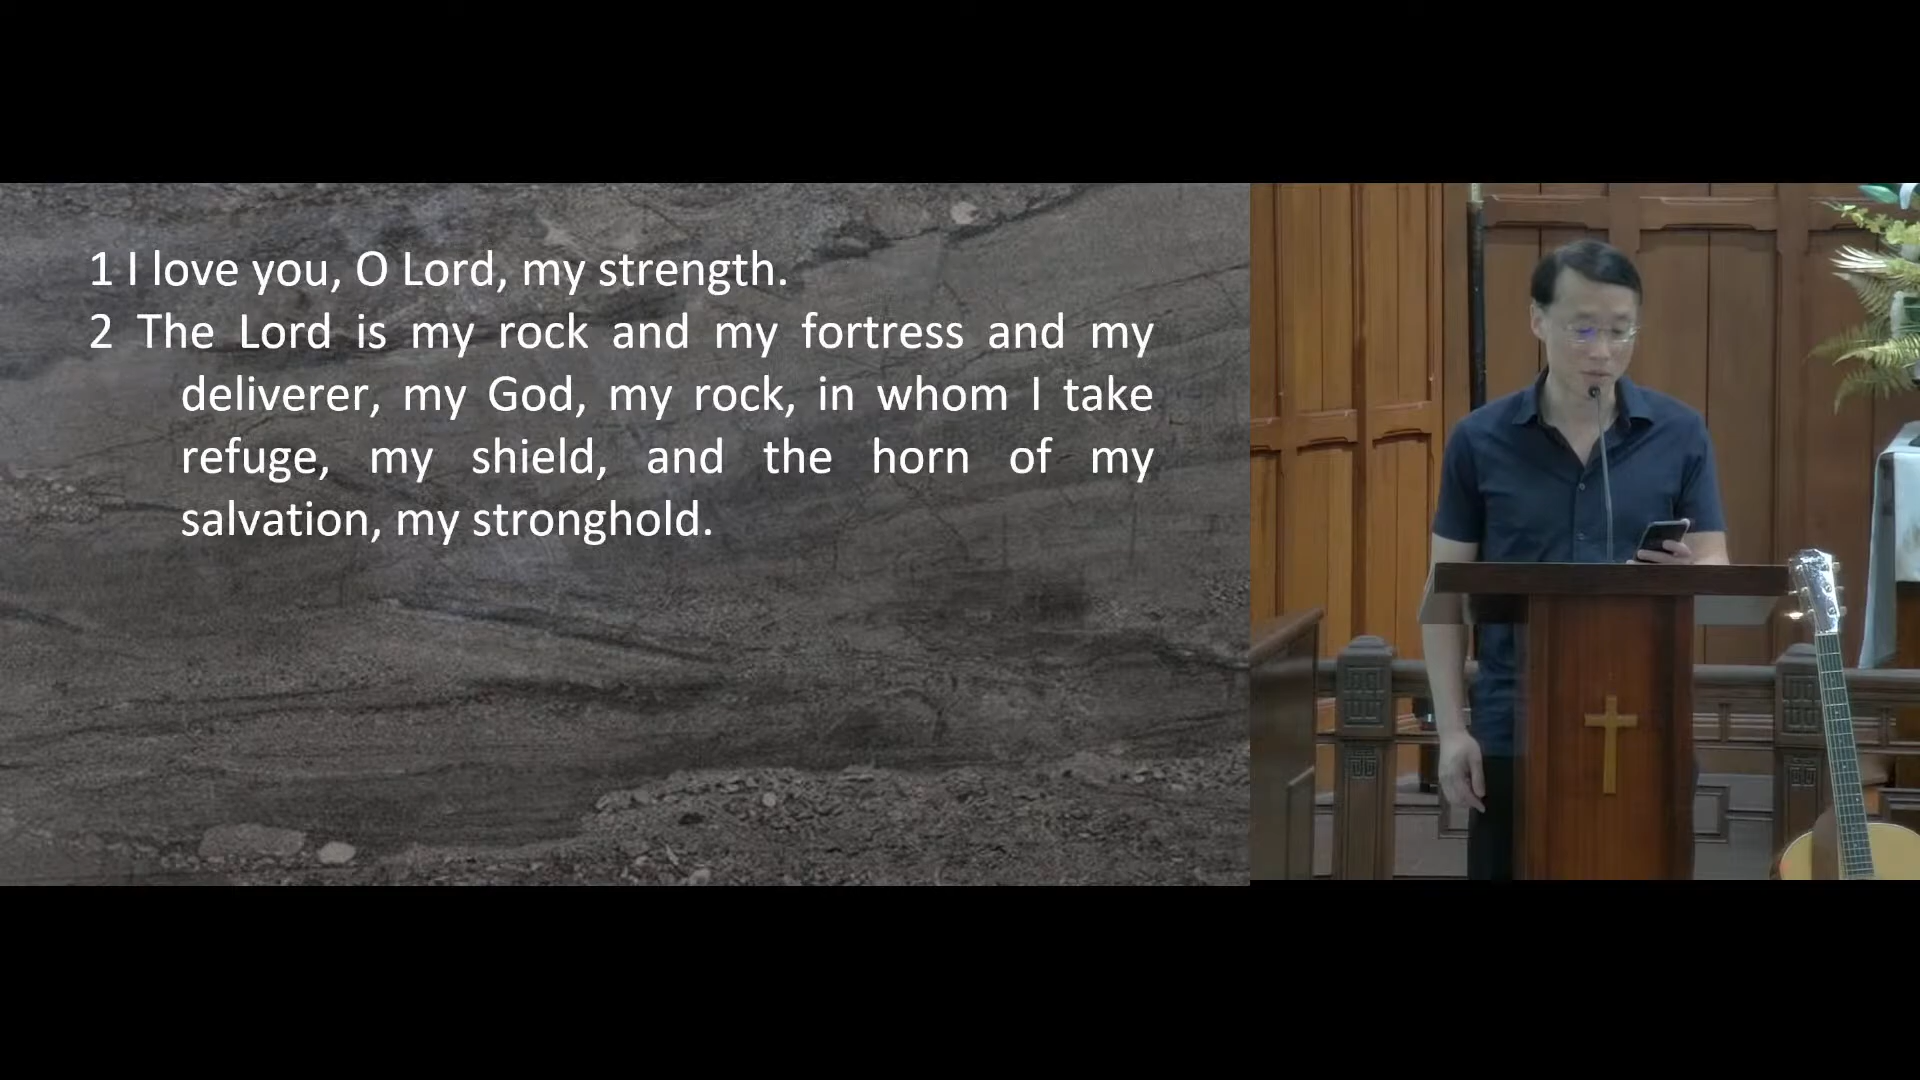 1 I love you, O Lord, my strength.
2 The Lord is my rock and my fortress and my
deliverer, my God, my rock, in whom I take
refuge, my shield, and the horn of my
salvation, my stronghold.